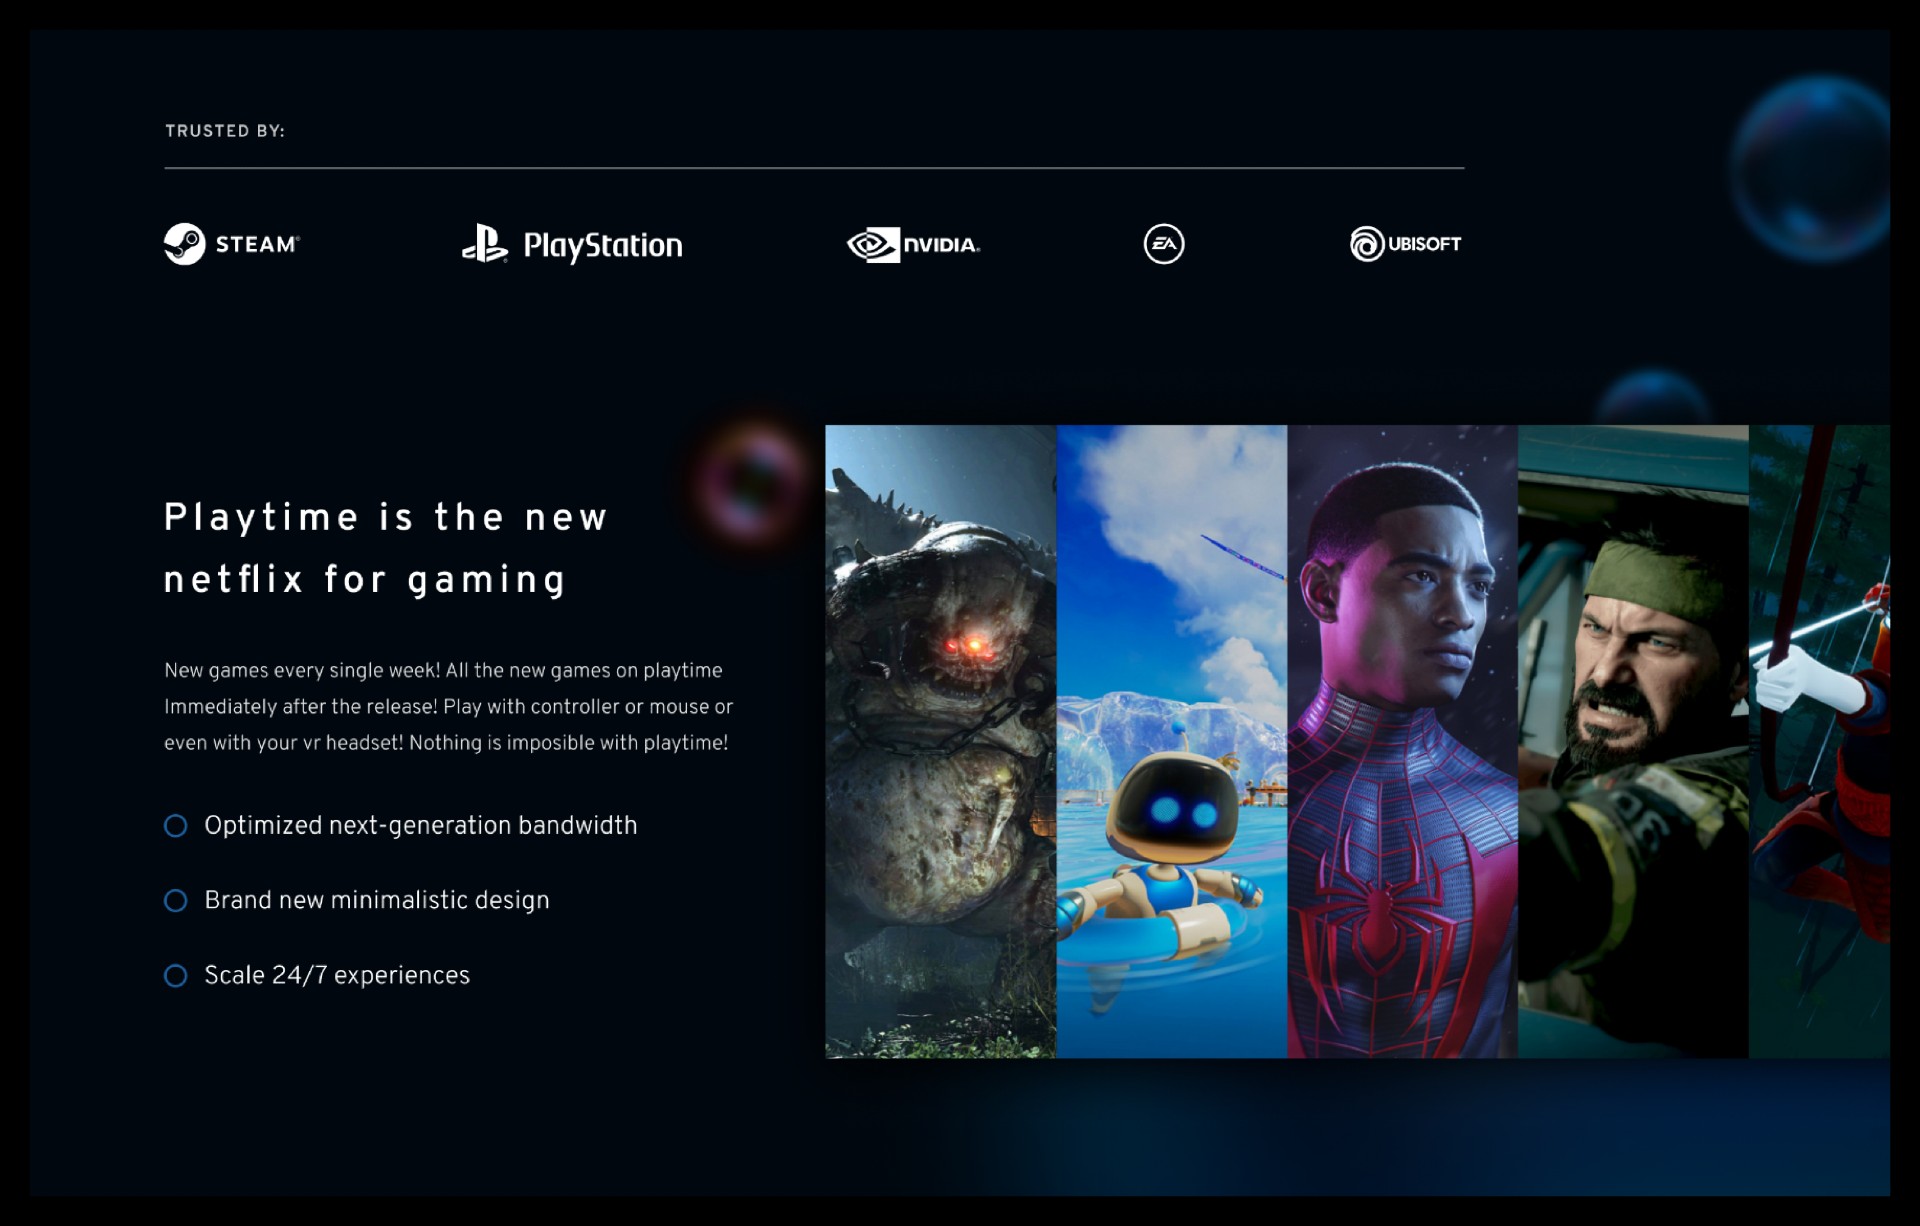 TRUSTED BY:
STEAM® PlayStation® NVIDIA® EA UBISOFT
Playtime is the new
netflix for gaming
New games every single week! All the new games on playtime
Immediately after the release! Play with controller or mouse or
even with your vr headset! Nothing is imposible with playtime!
Optimized next-generation bandwidth
Brand new minimalistic design
Scale 24/7 experiences